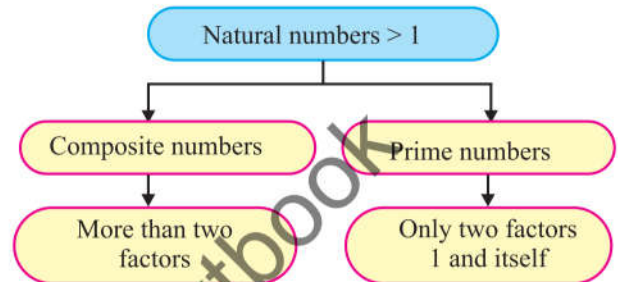 Natural numbers > 1
Composite numbers
Prime numbers
More than two
factors
Only two factors
1 and itself